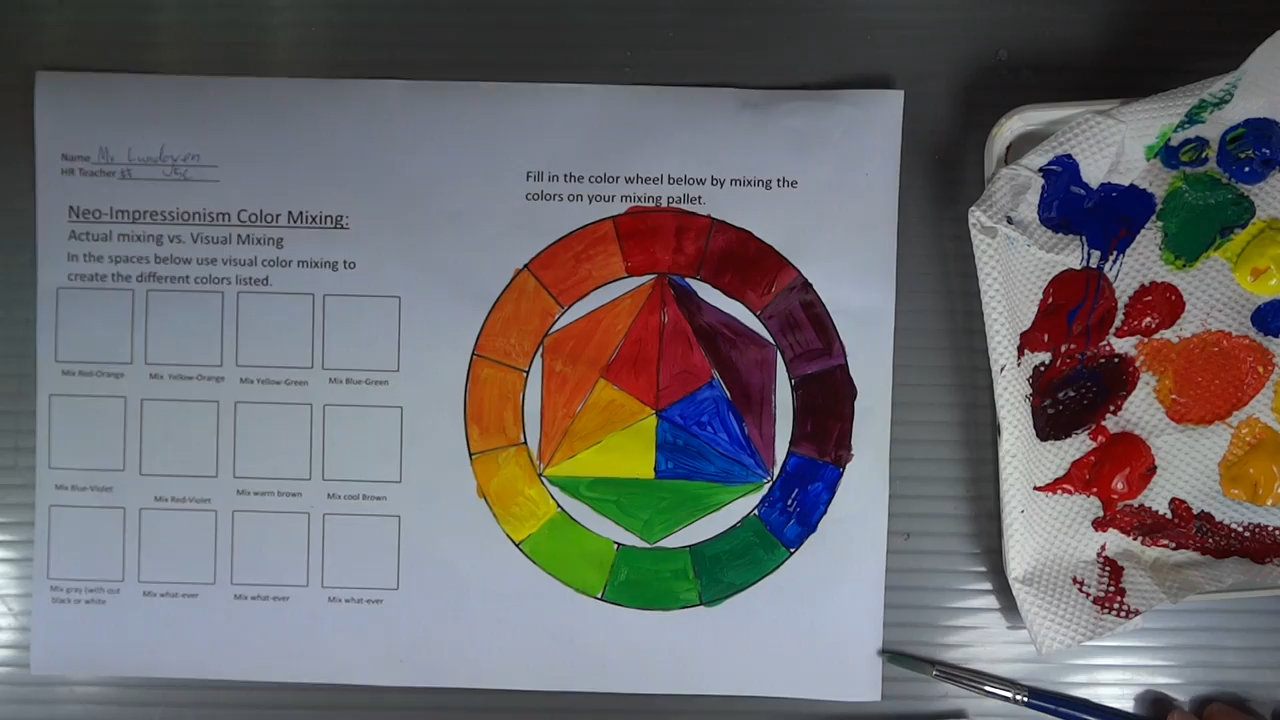 Name Mr Lundgren
HR Teacher
Neo-Impressionism Color Mixing:
Actual mixing vs. Visual Mixing
In the spaces below use visual color mixing to
create the different colors listed.
Mix Red-Orange Mix Yellow-Orange Mix Yellow-Green Mix Blue-Green
Mix Blue-Violet Mix Red-Violet Mix warm brown Mix cool Brown
Mix gray (with out
black or white
Mix what-ever Mix what-ever Mix what-ever
Fill in the color wheel below by mixing the
colors on your mixing pallet.